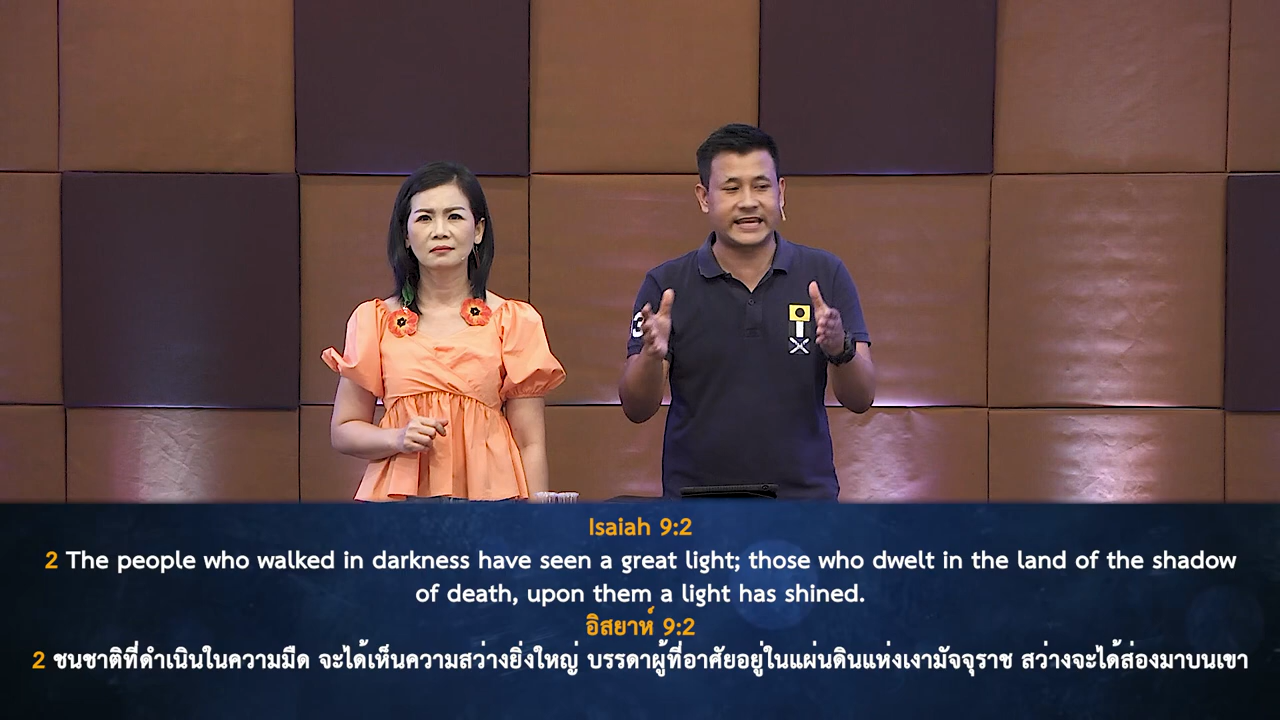 3
Isaiah 9:2
2 The people who walked in darkness have seen a great light; those who dwelt in the land of the shadow
of death, upon them a light has shined.
อิสยาห์ 9:2
2 ชนชาติที่ดำเนินในความมืด จะได้เห็นความสว่างยิ่งใหญ่ บรรดาผู้ที่อาศัยอยู่ในแผ่นดินแห่งเงามัจจุราช สว่างจะได้ส่องมาบนเขา